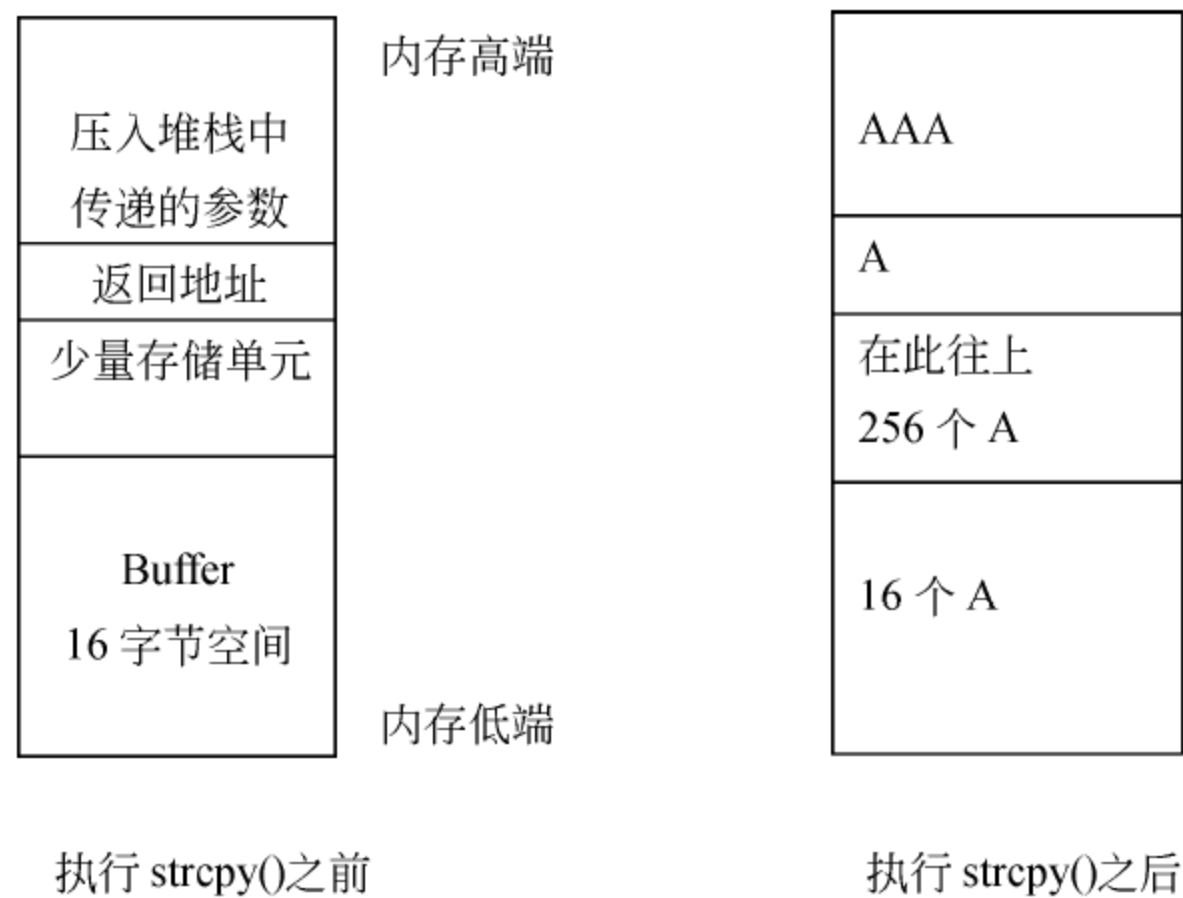 内存高端
压入堆栈中
传递的参数
返回地址
少量存储单元
Buffer
16 字节空间
内存低端
执行 strcpy()之前
AAA
A
在此往上
256 个 A
16 个 A
执行 strcpy()之后